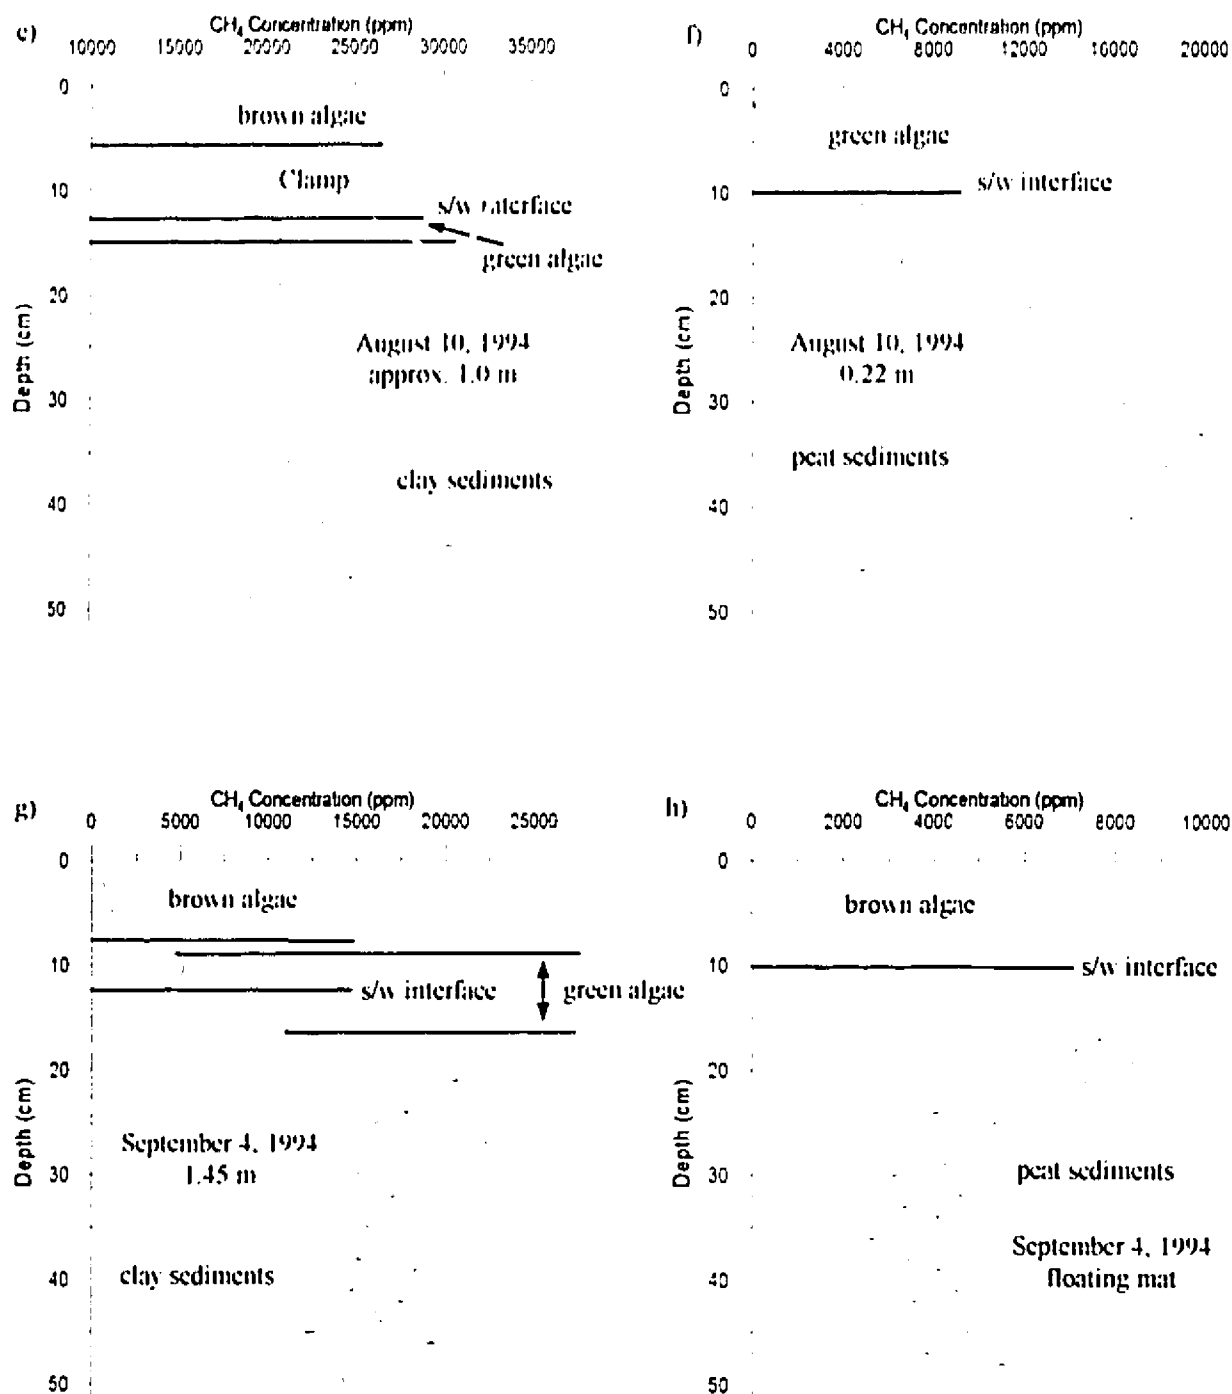 e)
CH₄ Concentration (ppm)
10000 15000 20000 25000 30000 35000
0
brown algae
Clamp
10
s/w interface
green algae
20
Depth (cm)
August 10, 1994
approx. 1.0 m
30
clay sediments
40
50
f)
CH₄ Concentration (ppm)
0 4000 8000 12000 16000 20000
0
green algae
s/w interface
10
20
Depth (cm)
August 10, 1994
0.22 m
30
peat sediments
40
50
g)
CH₄ Concentration (ppm)
0 5000 10000 15000 20000 25000
0
brown algae
10
s/w interface
green algae
20
Depth (cm)
September 4, 1994
1.45 m
30
clay sediments
40
50
h)
CH₄ Concentration (ppm)
0 2000 4000 6000 8000 10000
0
brown algae
10
s/w interface
20
Depth (cm)
30
peat sediments
September 4, 1994
floating mat
40
50